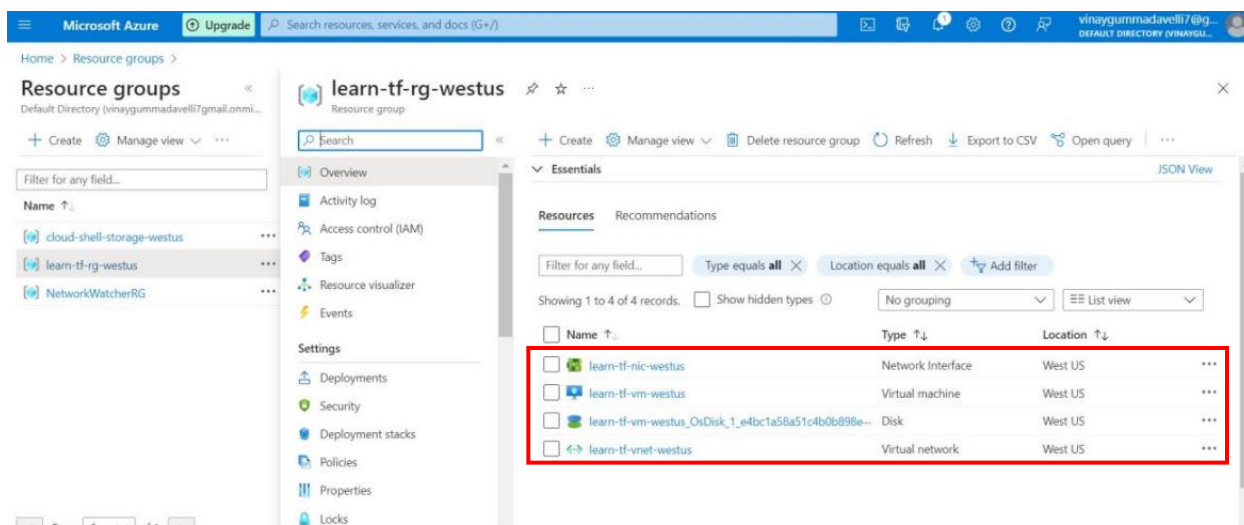 Microsoft Azure
Upgrade
Search resources, services, and docs (G+/)
1
vinaygummadavelli7@g...
DEFAULT DIRECTORY (VINAYGU...
Home > Resource groups >
Resource groups
Default Directory (vinaygummadavelli7gmail.onmi...
+ Create Manage view ...
Filter for any field...
Name ↑↓
cloud-shell-storage-westus ...
learn-tf-rg-westus ...
NetworkWatcherRG ...
learn-tf-rg-westus ...
Resource group
Search
Overview
Activity log
Access control (IAM)
Tags
Resource visualizer
Events
Settings
Deployments
Security
Deployment stacks
Policies
Properties
Locks
+ Create Manage view Delete resource group Refresh Export to CSV Open query ...
Essentials
JSON View
Resources Recommendations
Filter for any field... Type equals all × Location equals all × Add filter
Showing 1 to 4 of 4 records. Show hidden types No grouping List view
Name ↑↓ Type ↑↓ Location ↑↓
learn-tf-nic-westus Network Interface West US ...
learn-tf-vm-westus Virtual machine West US ...
learn-tf-vm-westus_OsDisk_1_e4bc1a58a51c4b0b898e... Disk West US ...
learn-tf-vnet-westus Virtual network West US ...